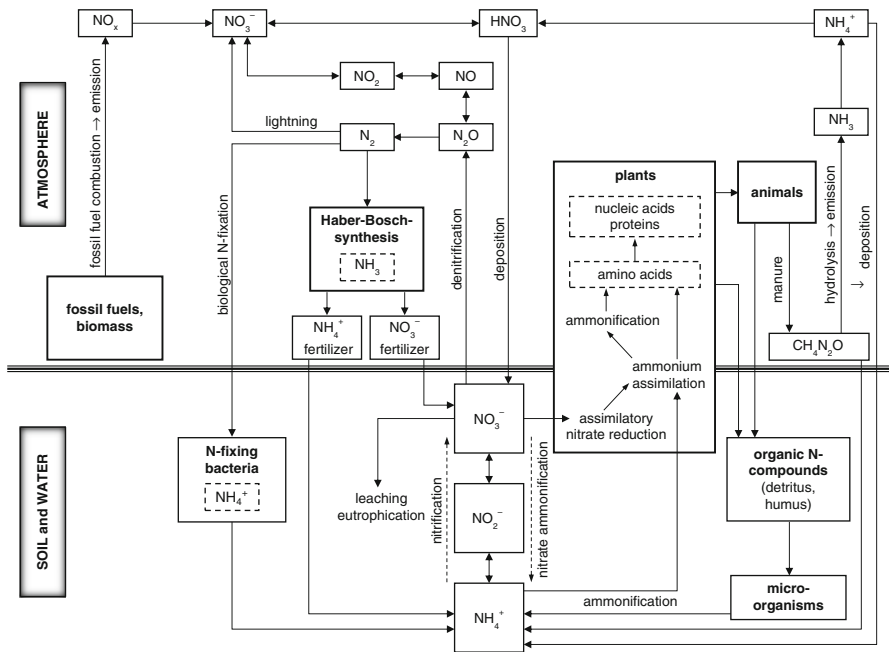 NOₓ
NO₃⁻
HNO₃
NH₄⁺
NO₂
NO
lightning
N₂
N₂O
NH₃
ATMOSPHERE
fossil fuel combustion → emission
biological N-fixation
Haber-Bosch-
synthesis
NH₃
denitrification
deposition
plants
nucleic acids
proteins
amino acids
ammonification
ammonium
assimilation
assimilatory
nitrate reduction
animals
manure
hydrolysis → emission
→ deposition
fossil fuels,
biomass
NH₄⁺
fertilizer
NO₃⁻
fertilizer
CH₄N₂O
SOIL and WATER
N-fixing
bacteria
NH₄⁺
leaching
eutrophication
NO₃⁻
nitrification
nitrate ammonification
NO₂⁻
NH₄⁺
organic N-
compounds
(detritus,
humus)
ammonification
micro-
organisms